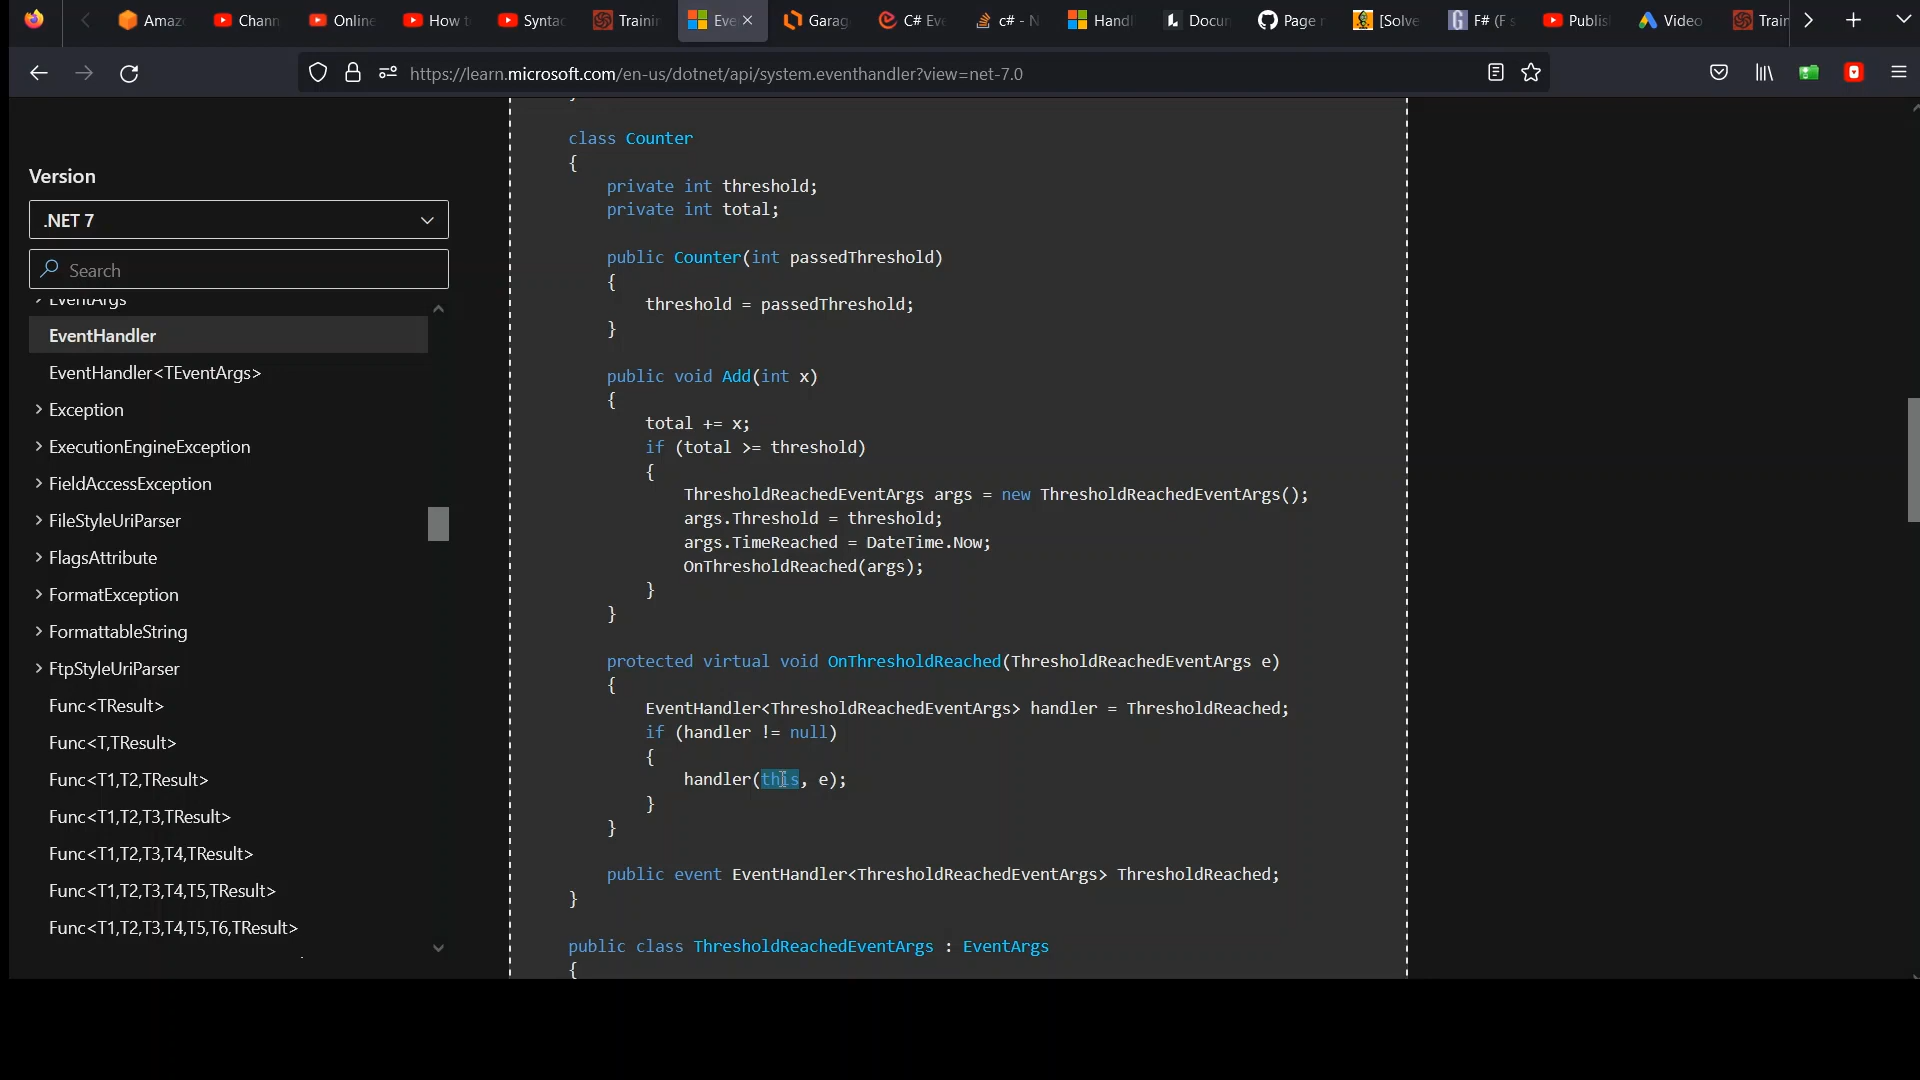 Amaz
Chann
Online
How t
Syntac
Trainin
Eve
Garag
C# Eve
c# - N
Handl
Docun
Page r
[Solve
F# (F s
Publis
Video
Train
https://learn.microsoft.com/en-us/dotnet/api/system.eventhandler?view=net-7.0
Version
.NET 7
Search
EventArgs
EventHandler
EventHandler<TEventArgs>
Exception
ExecutionEngineException
FieldAccessException
FileStyleUriParser
FlagsAttribute
FormatException
FormattableString
FtpStyleUriParser
Func<TResult>
Func<T,TResult>
Func<T1,T2,TResult>
Func<T1,T2,T3,TResult>
Func<T1,T2,T3,T4,TResult>
Func<T1,T2,T3,T4,T5,TResult>
Func<T1,T2,T3,T4,T5,T6,TResult>
class Counter
{
private int threshold;
private int total;
public Counter(int passedThreshold)
{
threshold = passedThreshold;
}
public void Add(int x)
{
total += x;
if (total >= threshold)
{
ThresholdReachedEventArgs args = new ThresholdReachedEventArgs();
args.Threshold = threshold;
args.TimeReached = DateTime.Now;
OnThresholdReached(args);
}
}
protected virtual void OnThresholdReached(ThresholdReachedEventArgs e)
{
EventHandler<ThresholdReachedEventArgs> handler = ThresholdReached;
if (handler != null)
{
handler(this, e);
}
}
public event EventHandler<ThresholdReachedEventArgs> ThresholdReached;
}
public class ThresholdReachedEventArgs : EventArgs
{